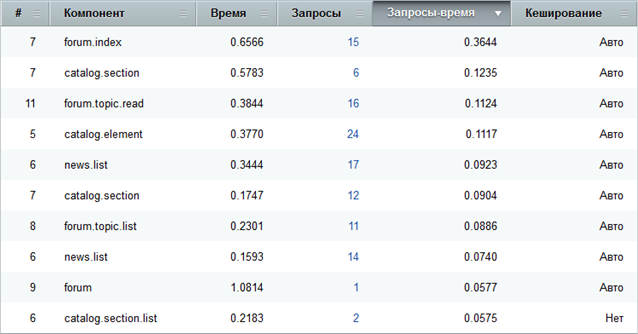 # Компонент Время Запросы Запросы-время Кеширование
7 forum.index 0.6566 15 0.3644 Авто
7 catalog.section 0.5783 6 0.1235 Авто
11 forum.topic.read 0.3844 16 0.1124 Авто
5 catalog.element 0.3770 24 0.1117 Авто
6 news.list 0.3444 17 0.0923 Авто
7 catalog.section 0.1747 12 0.0904 Авто
8 forum.topic.list 0.2301 11 0.0886 Авто
6 news.list 0.1593 14 0.0740 Авто
9 forum 1.0814 1 0.0577 Авто
6 catalog.section.list 0.2183 2 0.0575 Нет